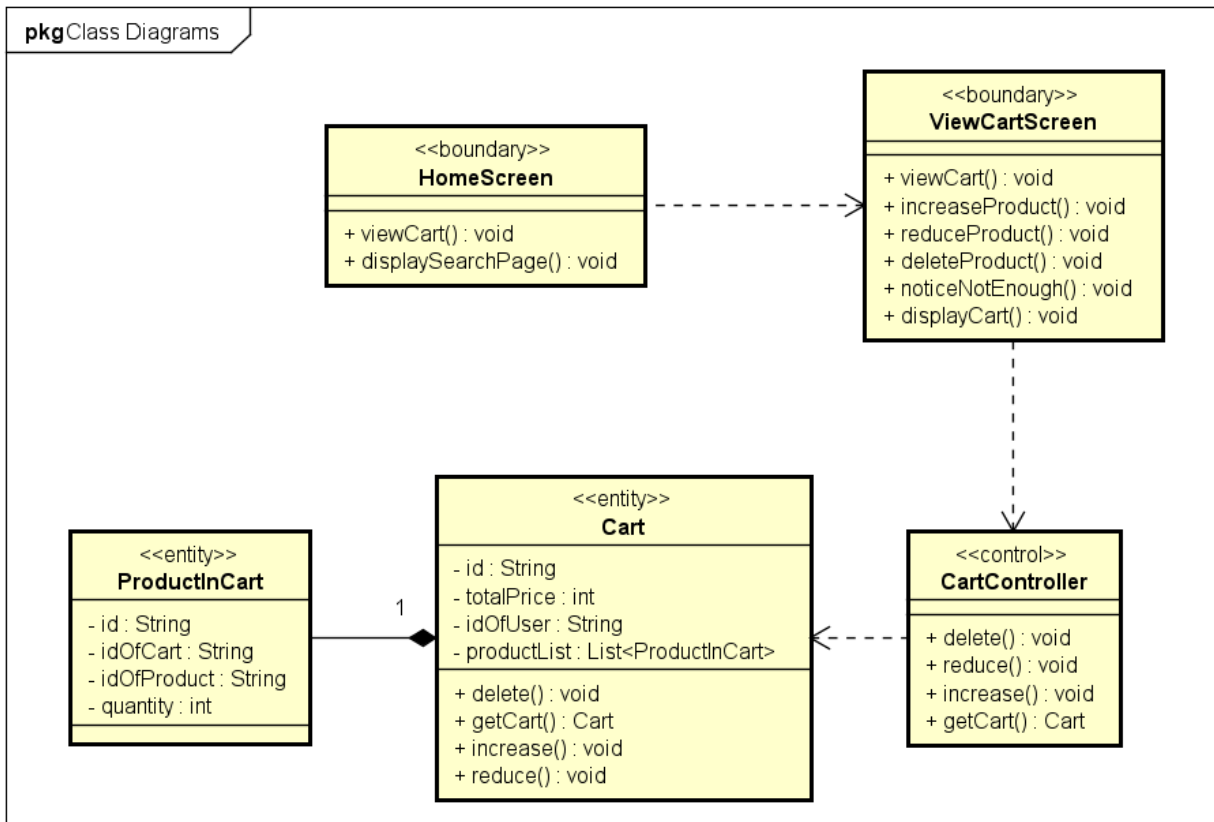 pkg Class Diagrams
<<boundary>>
HomeScreen
+ viewCart() : void
+ displaySearchPage() : void
<<boundary>>
ViewCartScreen
+ viewCart() : void
+ increaseProduct() : void
+ reduceProduct() : void
+ deleteProduct() : void
+ noticeNotEnough() : void
+ displayCart() : void
<<entity>>
ProductInCart
- id : String
- idOfCart : String
- idOfProduct : String
- quantity : int
1
<<entity>>
Cart
- id : String
- totalPrice : int
- idOfUser : String
- productList : List<ProductInCart>
+ delete() : void
+ getCart() : Cart
+ increase() : void
+ reduce() : void
<<control>>
CartController
+ delete() : void
+ reduce() : void
+ increase() : void
+ getCart() : Cart